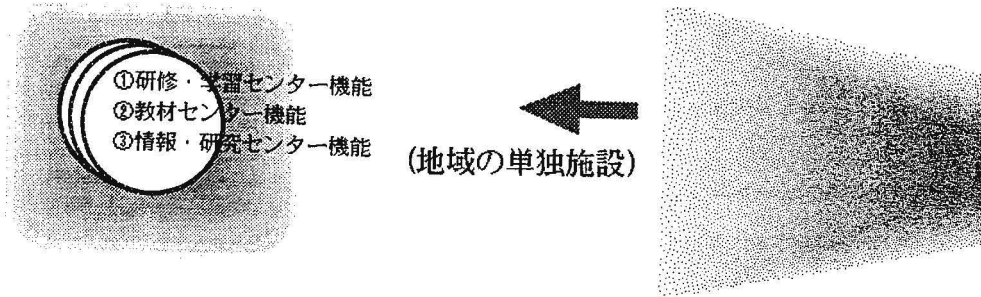 ①研修・学習センター機能
②教材センター機能
③情報・研究センター機能
(地域の単独施設)